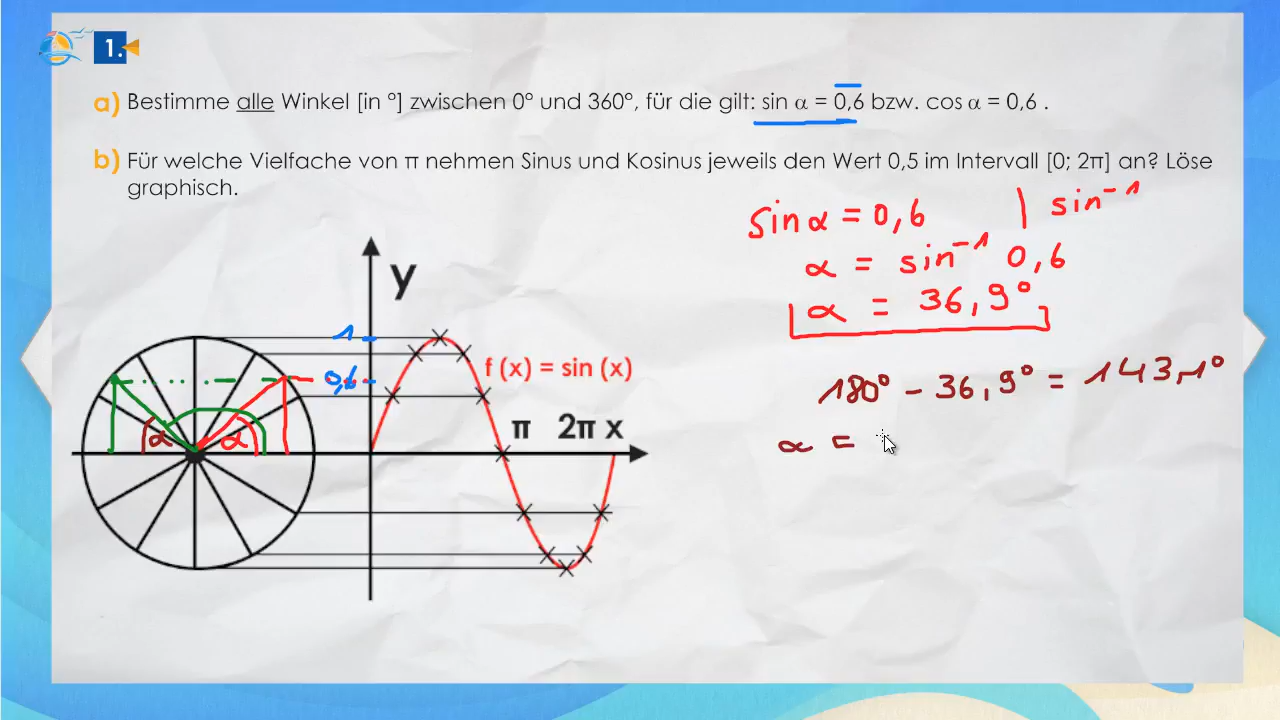 1.
a) Bestimme alle Winkel [in °] zwischen 0° und 360°, für die gilt: sin α = 0,6 bzw. cos α = 0,6 .
b) Für welche Vielfache von π nehmen Sinus und Kosinus jeweils den Wert 0,5 im Intervall [0; 2π] an? Löse
graphisch.
sin α = 0,6 | sin⁻¹
α = sin⁻¹ 0,6
α = 36,9°
180° – 36,9° = 143,1°
α =
y
1
0,6
f (x) = sin (x)
π 2π x
α α